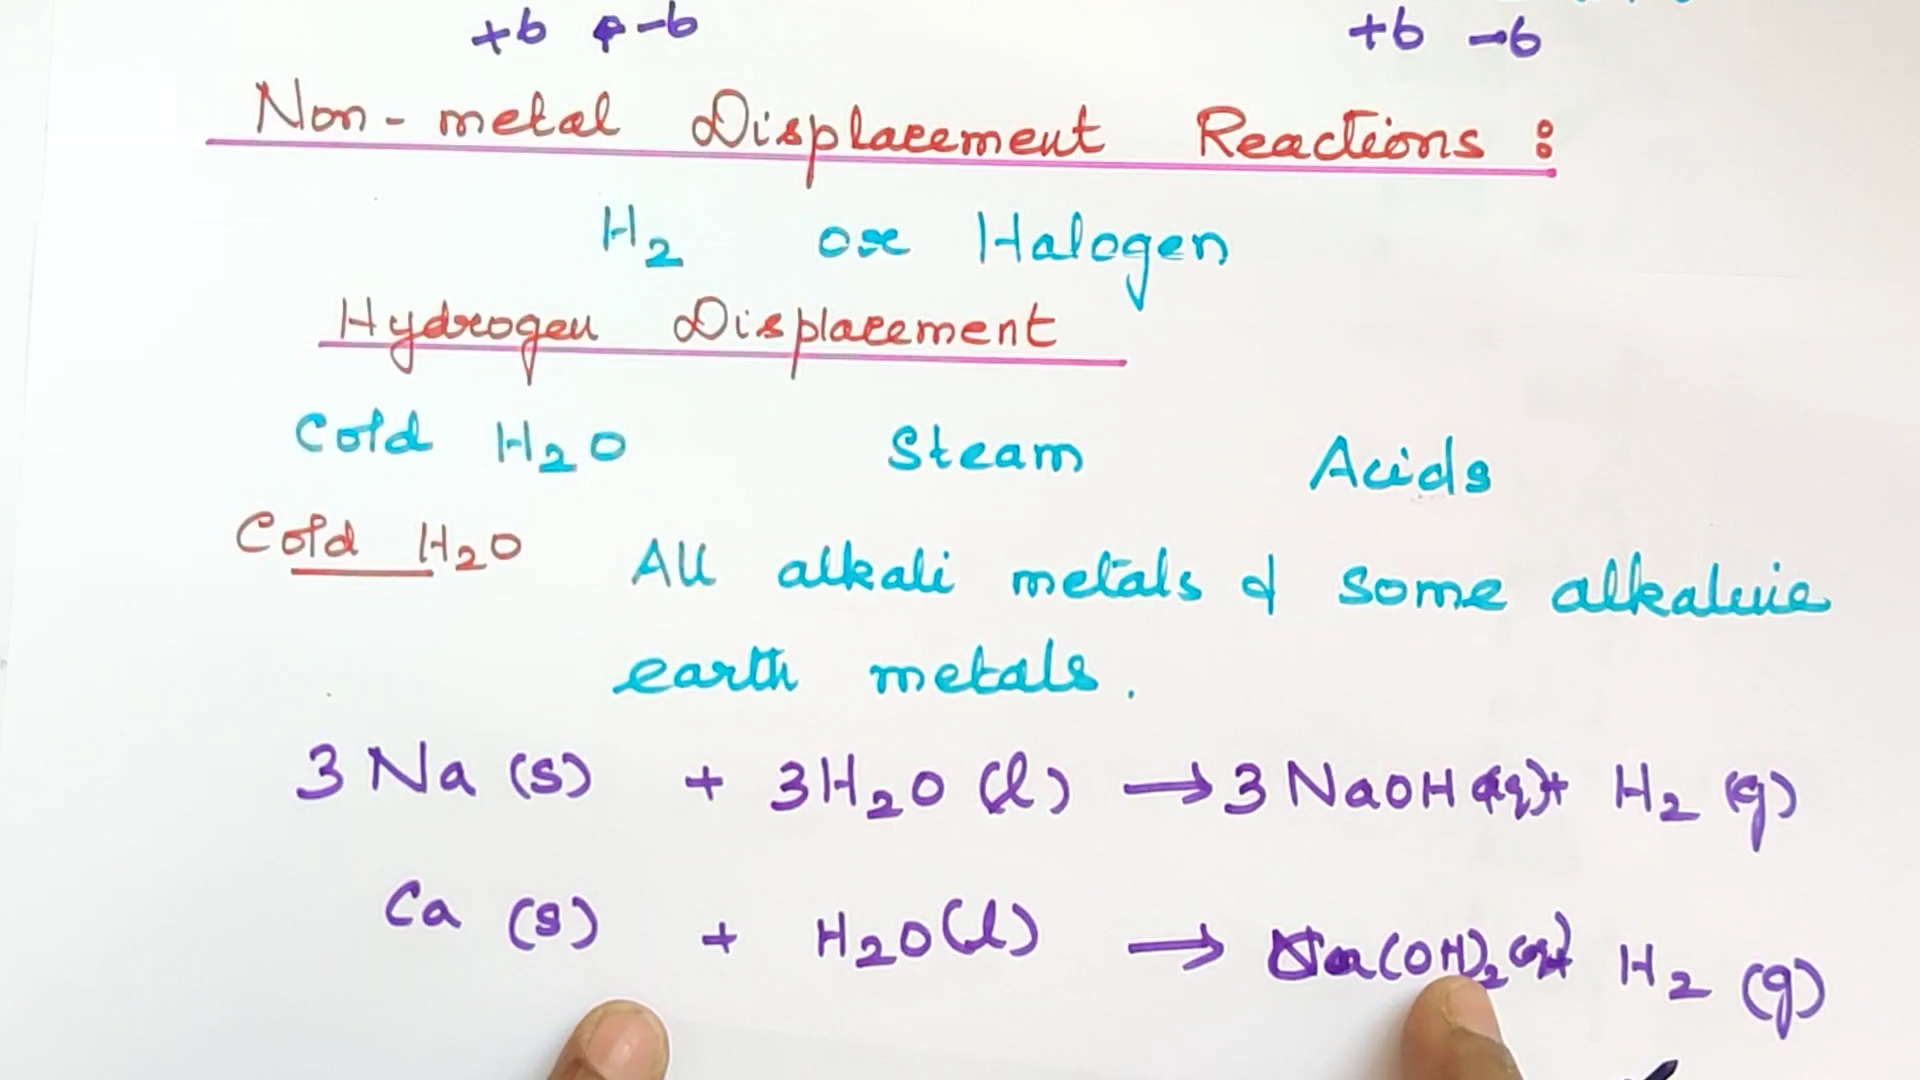 +6 -6 +6 -6
Non-metal Displacement Reactions :
H2 or Halogen
Hydrogen Displacement
Cold H2O Steam Acids
Cold H2O All alkali metals & some alkaline
earth metals.
3 Na (s) + 3H2O (l) → 3 NaOH (aq)+ H2 (g)
Ca (s) + H2O(l) → (OH)2 H2 (g)